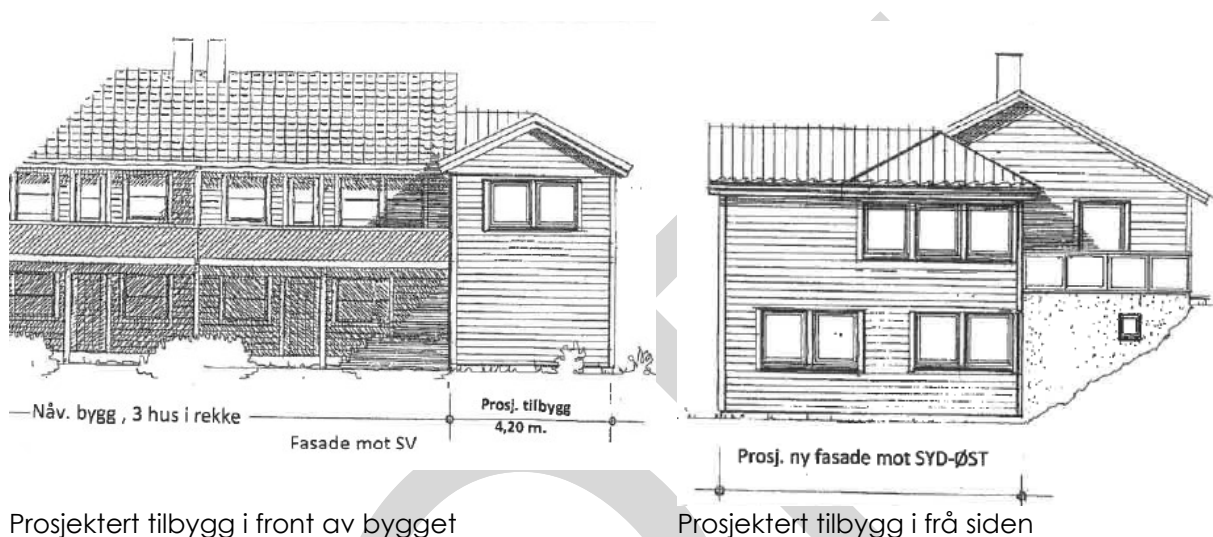 Nåv. bygg , 3 hus i rekke
Prosj. tilbygg
4,20 m.
Fasade mot SV
Prosj. ny fasade mot SYD-ØST
Prosjektert tilbygg i front av bygget
Prosjektert tilbygg i frå siden